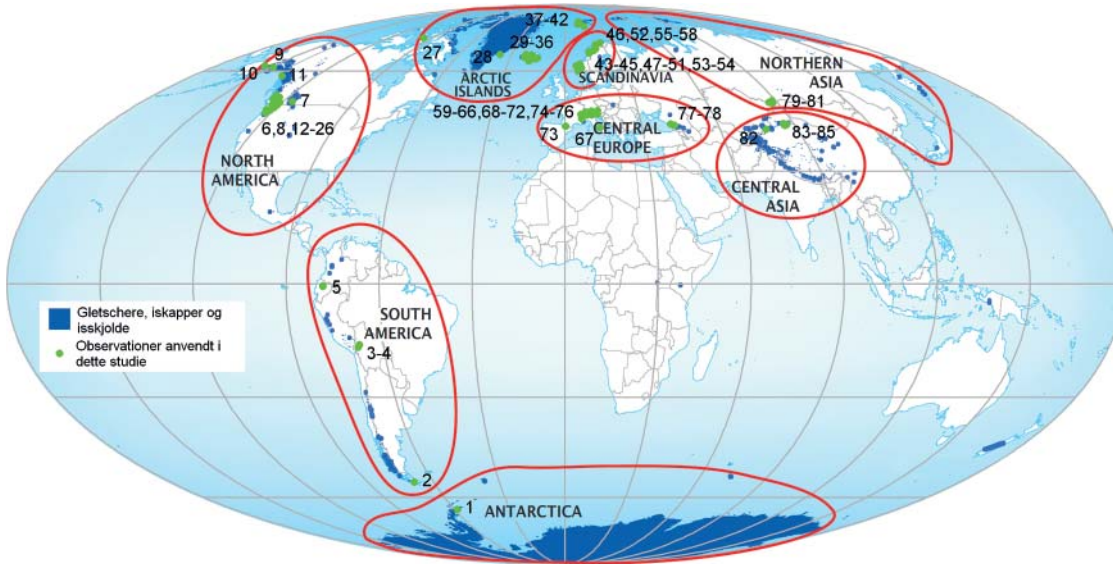 37-42
9
27
29-36
46,52,55-58
28
10
11
43-45,47-51,53-54
NORTHERN
ASIA
ARCTIC
ISLANDS
SCANDINAVIA
7
59-66,68-72,74-76
77-78
79-81
6,8,12-26
73
67
CENTRAL
EUROPE
82
83-85
NORTH
AMERICA
CENTRAL
ASIA
5
Gletschere, iskapper og
isskjolde
Observationer anvendt i
dette studie
SOUTH
AMERICA
3-4
2
1
ANTARCTICA